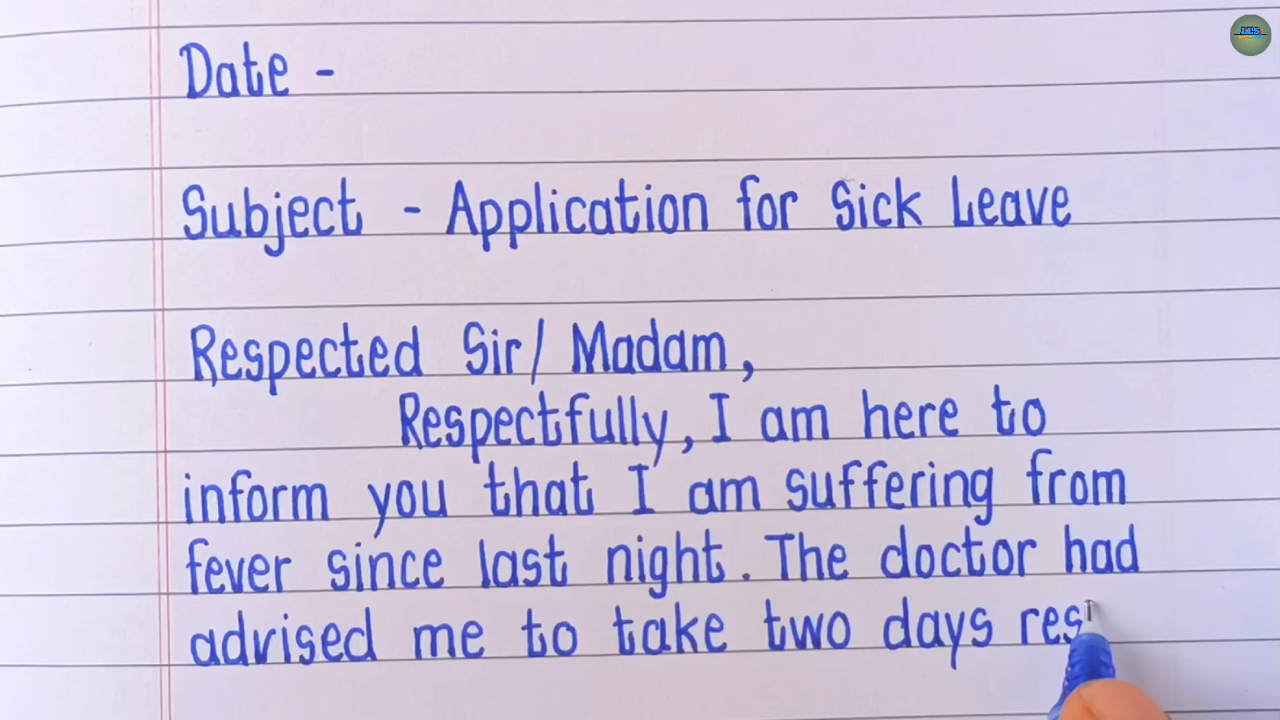 Date -
Subject - Application for Sick Leave
Respected Sir/ Madam,
Respectfully, I am here to
inform you that I am suffering from
fever since last night. The doctor had
advised me to take two days res